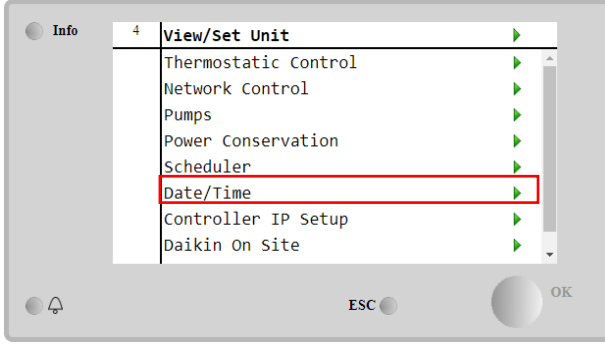 Info
4 View/Set Unit
Thermostatic Control
Network Control
Pumps
Power Conservation
Scheduler
Date/Time
Controller IP Setup
Daikin On Site
ESC
OK